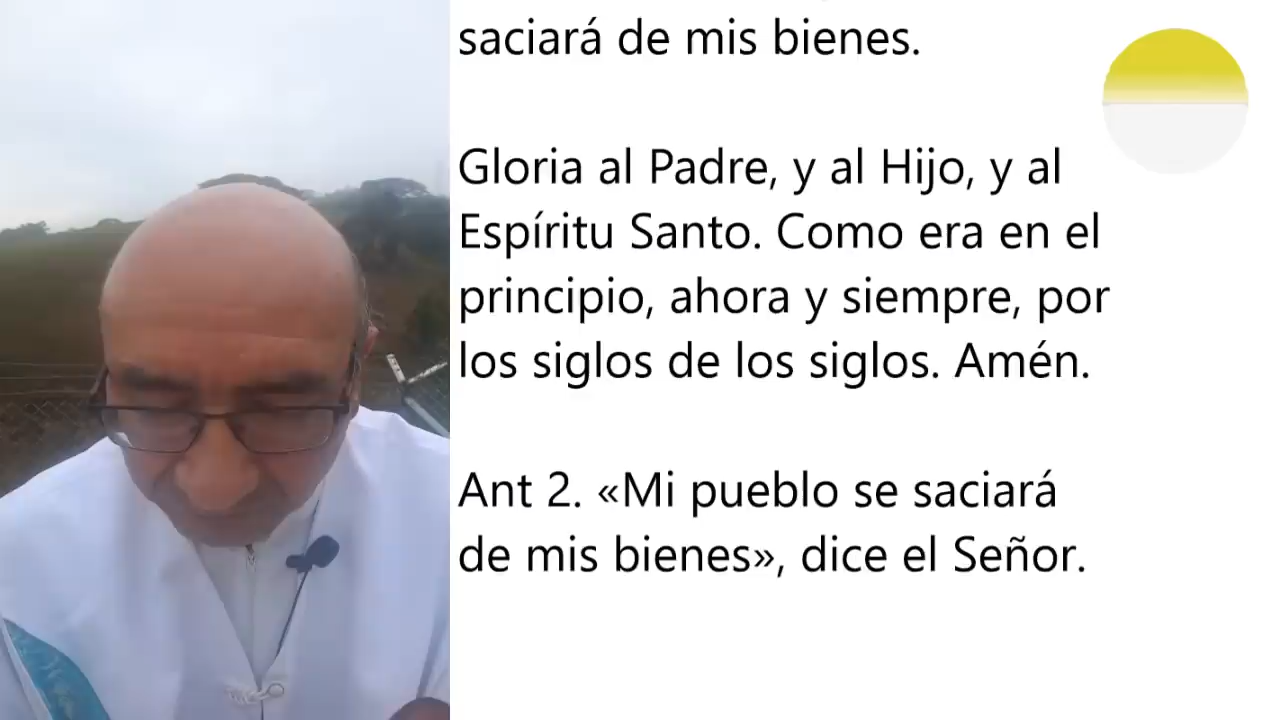 saciará de mis bienes.
Gloria al Padre, y al Hijo, y al
Espíritu Santo. Como era en el
principio, ahora y siempre, por
los siglos de los siglos. Amén.
Ant 2. «Mi pueblo se saciará
de mis bienes», dice el Señor.